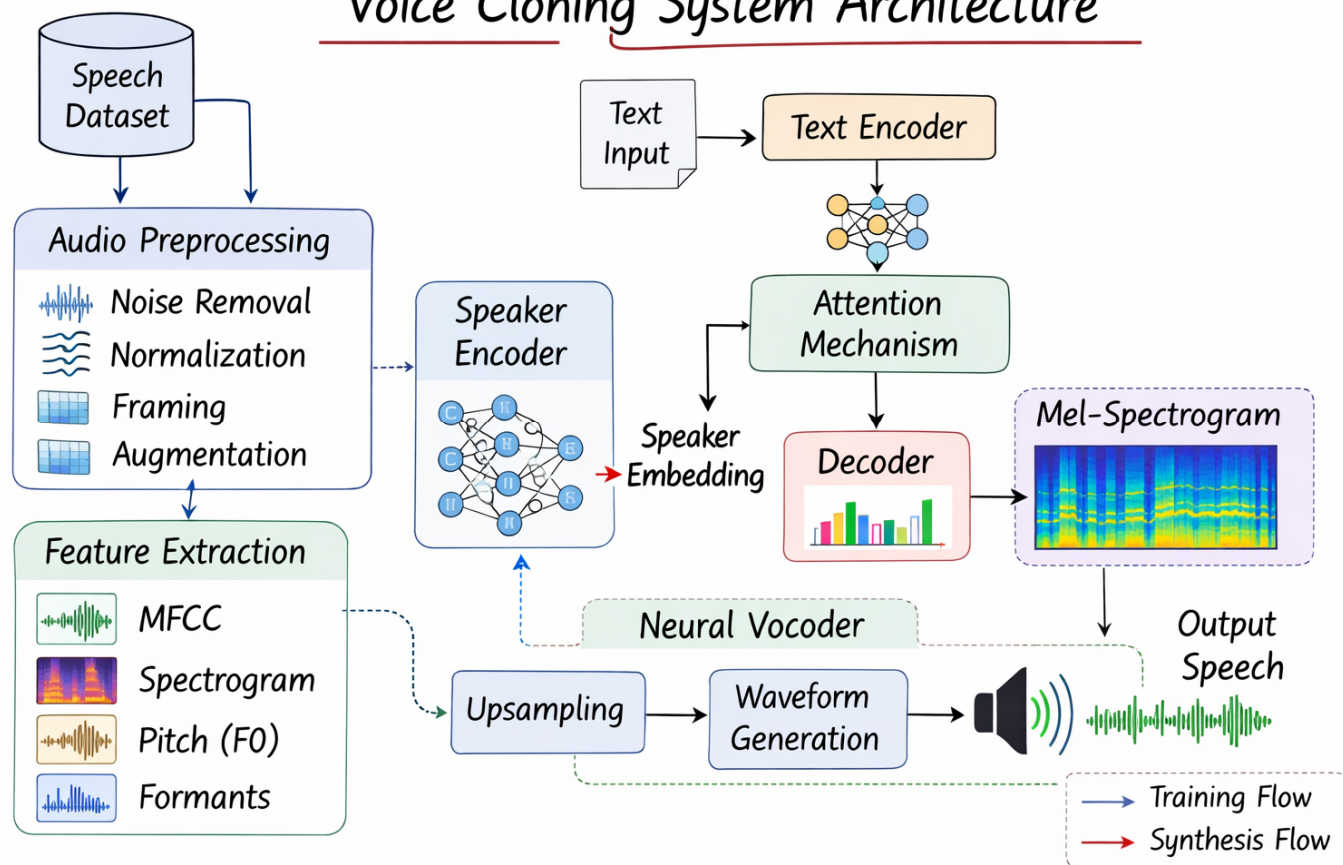 Voice Cloning System Architecture
Speech
Dataset
Text
Input
Text Encoder
Audio Preprocessing
Noise Removal
Normalization
Framing
Augmentation
Speaker
Encoder
Attention
Mechanism
Speaker
Embedding
Decoder
Mel-Spectrogram
Feature Extraction
MFCC
Spectrogram
Pitch (F0)
Formants
Neural Vocoder
Upsampling
Waveform
Generation
Output
Speech
Training Flow
Synthesis Flow